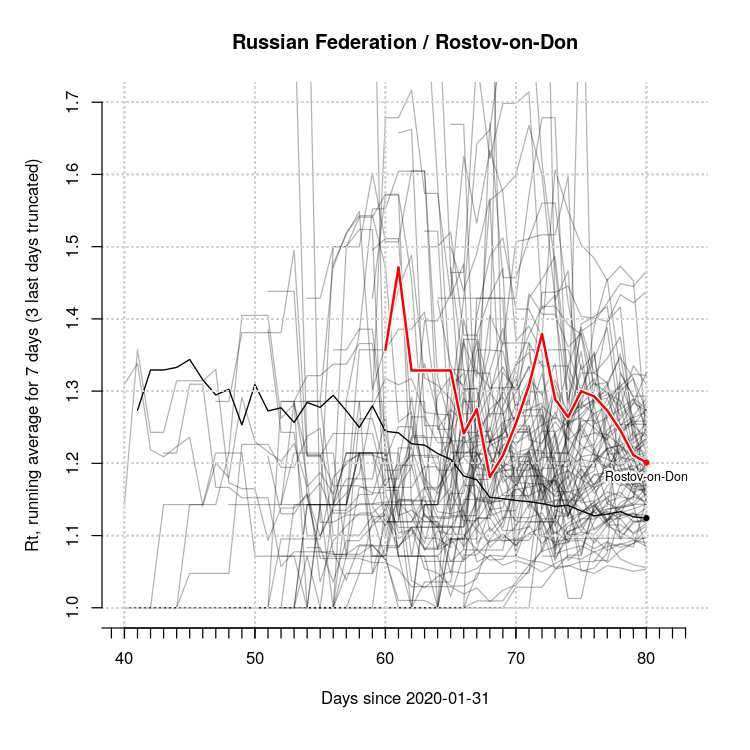 Russian Federation / Rostov-on-Don
Rt, running average for 7 days (3 last days truncated)
1.7
1.6
1.5
1.4
1.3
1.2
1.1
1.0
Rostov-on-Don
40 50 60 70 80
Days since 2020-01-31